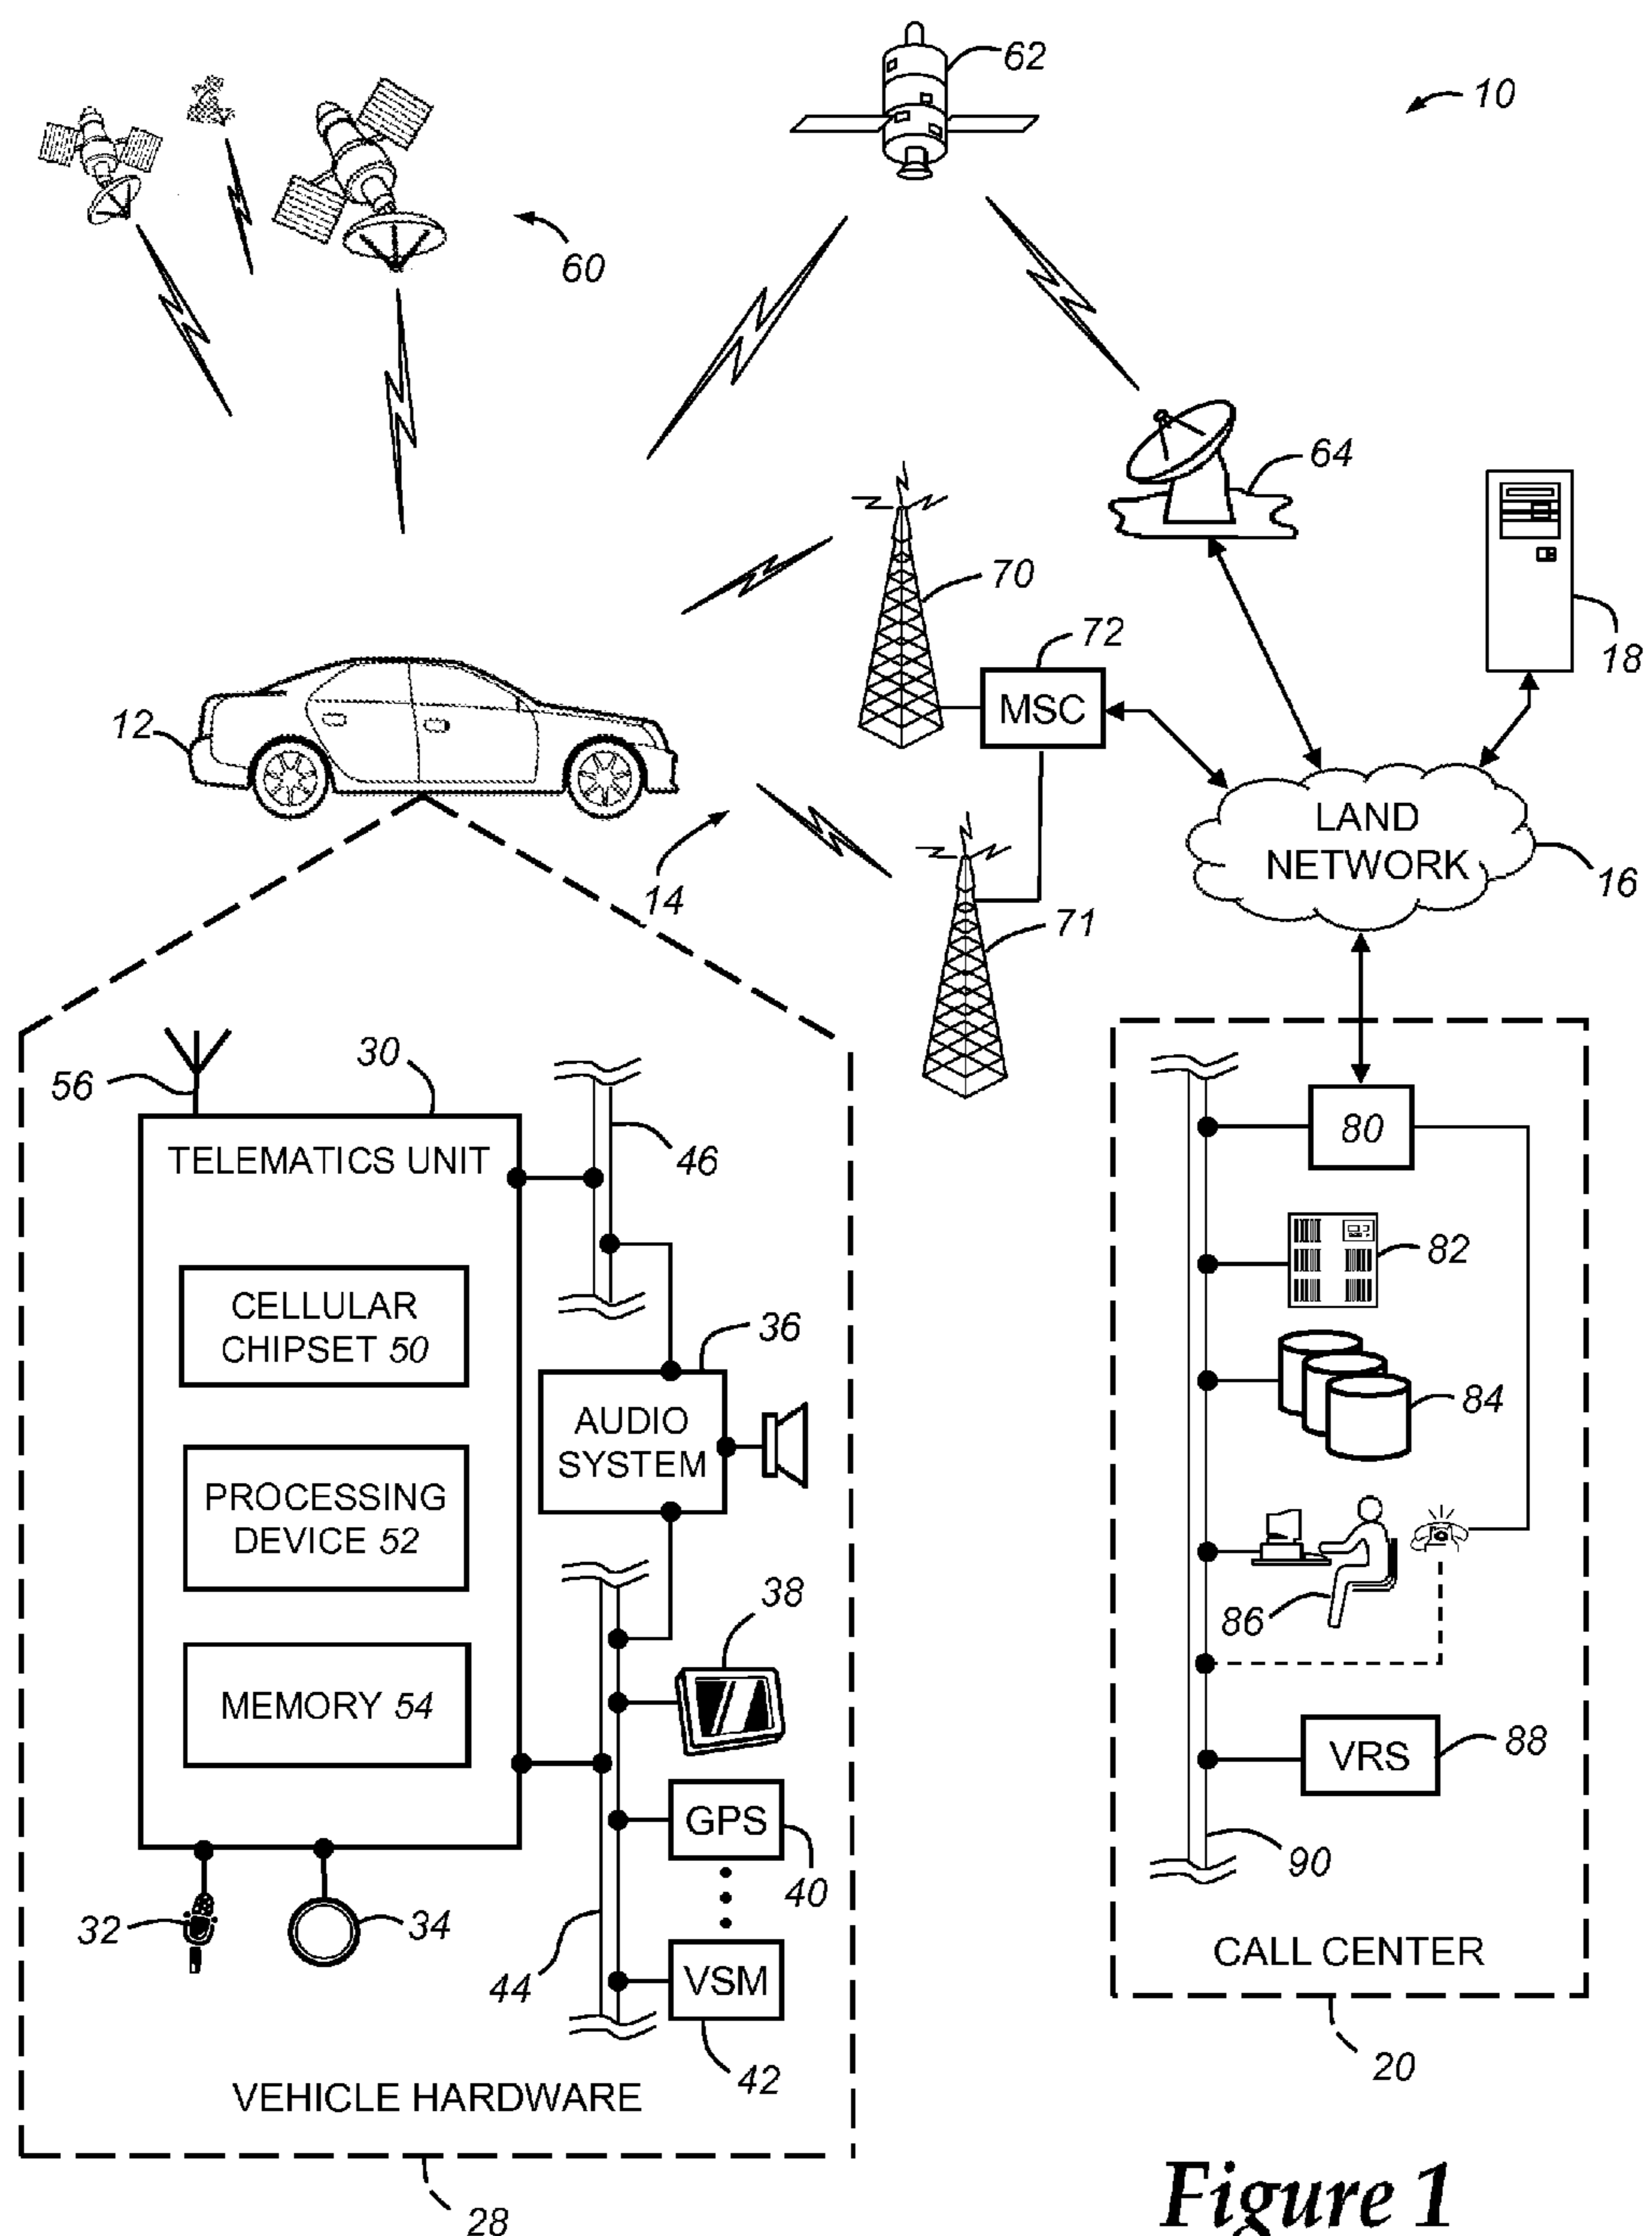 62
10
60
64
70
72
18
MSC
12
LAND
NETWORK
16
14
71
30
56
TELEMATICS UNIT
46
80
82
CELLULAR
CHIPSET 50
36
AUDIO
SYSTEM
84
PROCESSING
DEVICE 52
38
86
MEMORY 54
VRS
88
GPS
40
90
32
34
44
VSM
CALL CENTER
42
20
VEHICLE HARDWARE
28
Figure 1